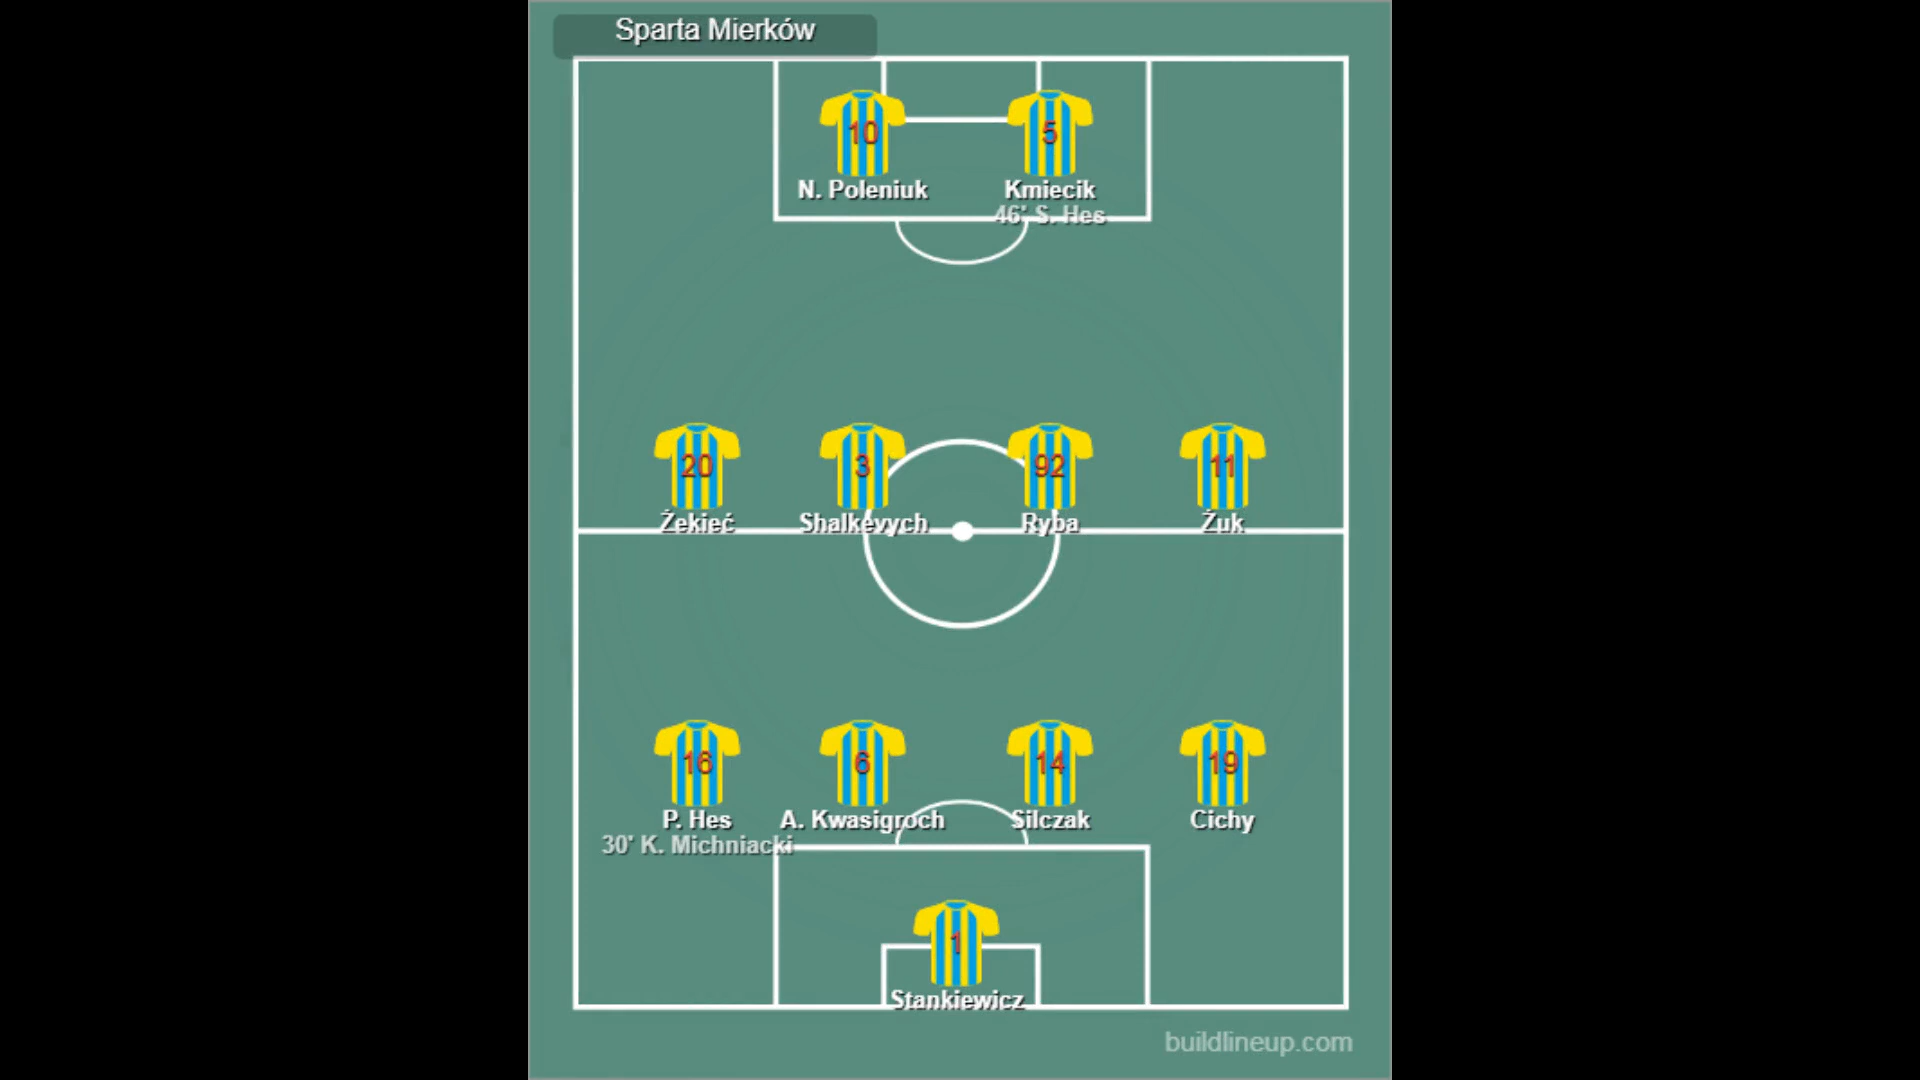 Sparta Mierków
10
5
N. Poleniuk
Kmiecik
46' S. Hes
20
3
92
11
Żekieć
Shalkevych
Ryba
Żuk
16
6
14
19
P. Hes
A. Kwasigroch
Silczak
Cichy
30' K. Michniacki
1
Stankiewicz
buildlineup.com